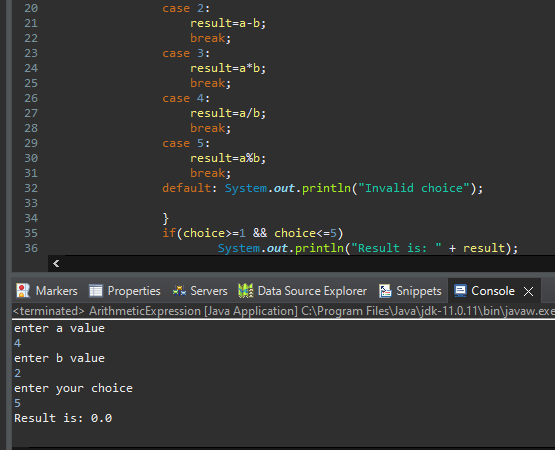 20 case 2:
21 result=a-b;
22 break;
23 case 3:
24 result=a*b;
25 break;
26 case 4:
27 result=a/b;
28 break;
29 case 5:
30 result=a%b;
31 break;
32 default: System.out.println("Invalid choice");
33
34 }
35 if(choice>=1 && choice<=5)
36 System.out.println("Result is: " + result);
Markers Properties Servers Data Source Explorer Snippets Console
<terminated> ArithmeticExpression [Java Application] C:\Program Files\Java\jdk-11.0.11\bin\javaw.exe
enter a value
4
enter b value
2
enter your choice
5
Result is: 0.0